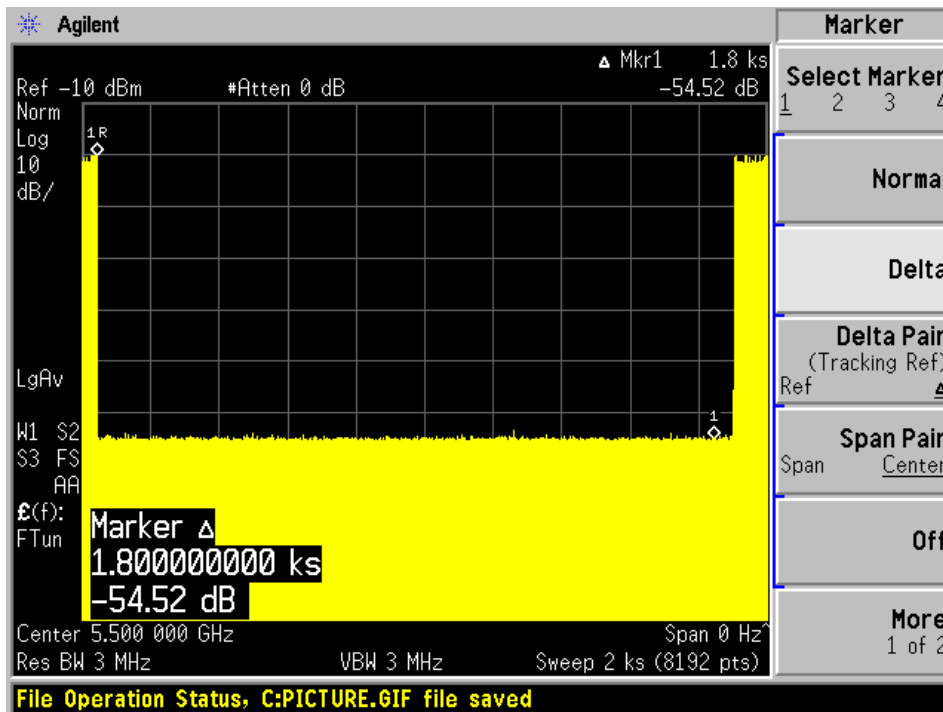 Agilent
Marker
Δ Mkr1 1.8 ks
Ref -10 dBm #Atten 0 dB -54.52 dB
Norm
Log
10
dB/
1R
LgAv
1
W1 S2
S3 FS
AA
£(f):
FTun
Marker Δ
1.800000000 ks
-54.52 dB
Center 5.500 000 GHz Span 0 Hz^
Res BW 3 MHz VBW 3 MHz Sweep 2 ks (8192 pts)
File Operation Status, C:PICTURE.GIF file saved
Select Marker
1 2 3 4
Normal
Delta
Delta Pair
(Tracking Ref)
Ref Δ
Span Pair
Span Center
Off
More
1 of 2